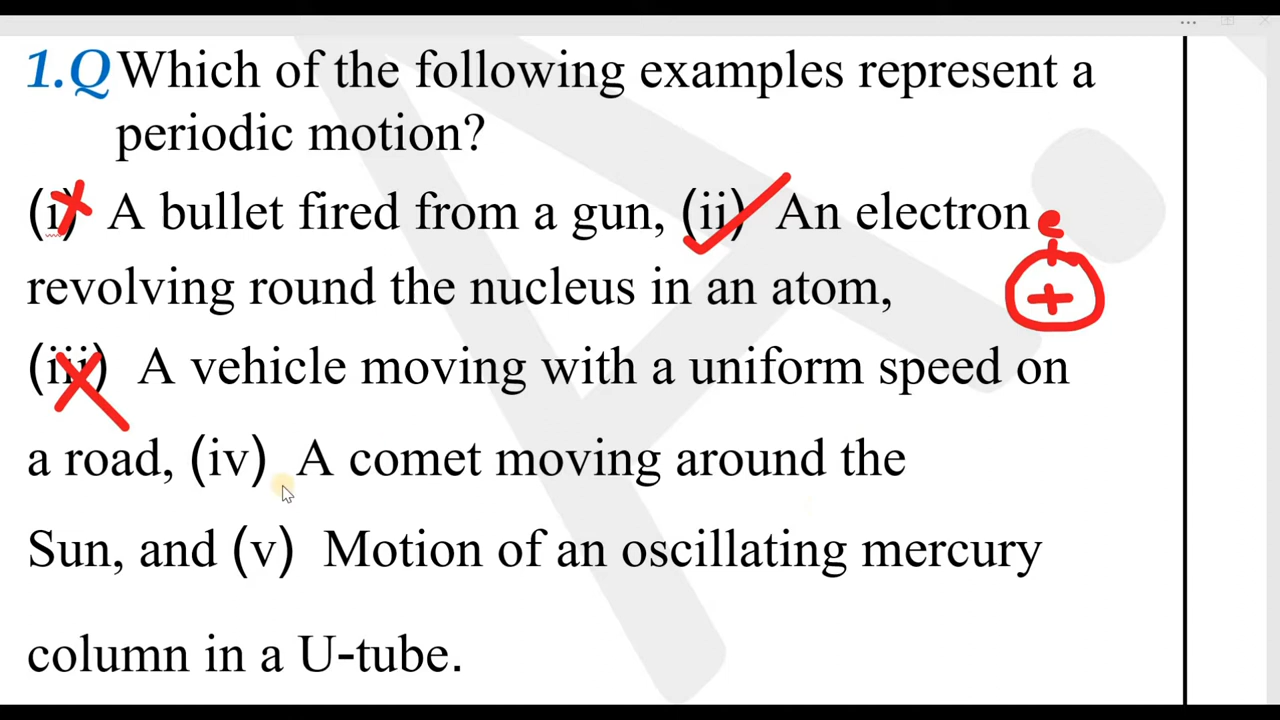 1.Q Which of the following examples represent a
periodic motion?
(i) A bullet fired from a gun, (ii) An electron e
revolving round the nucleus in an atom, +
(iii) A vehicle moving with a uniform speed on
a road, (iv) A comet moving around the
Sun, and (v) Motion of an oscillating mercury
column in a U-tube.